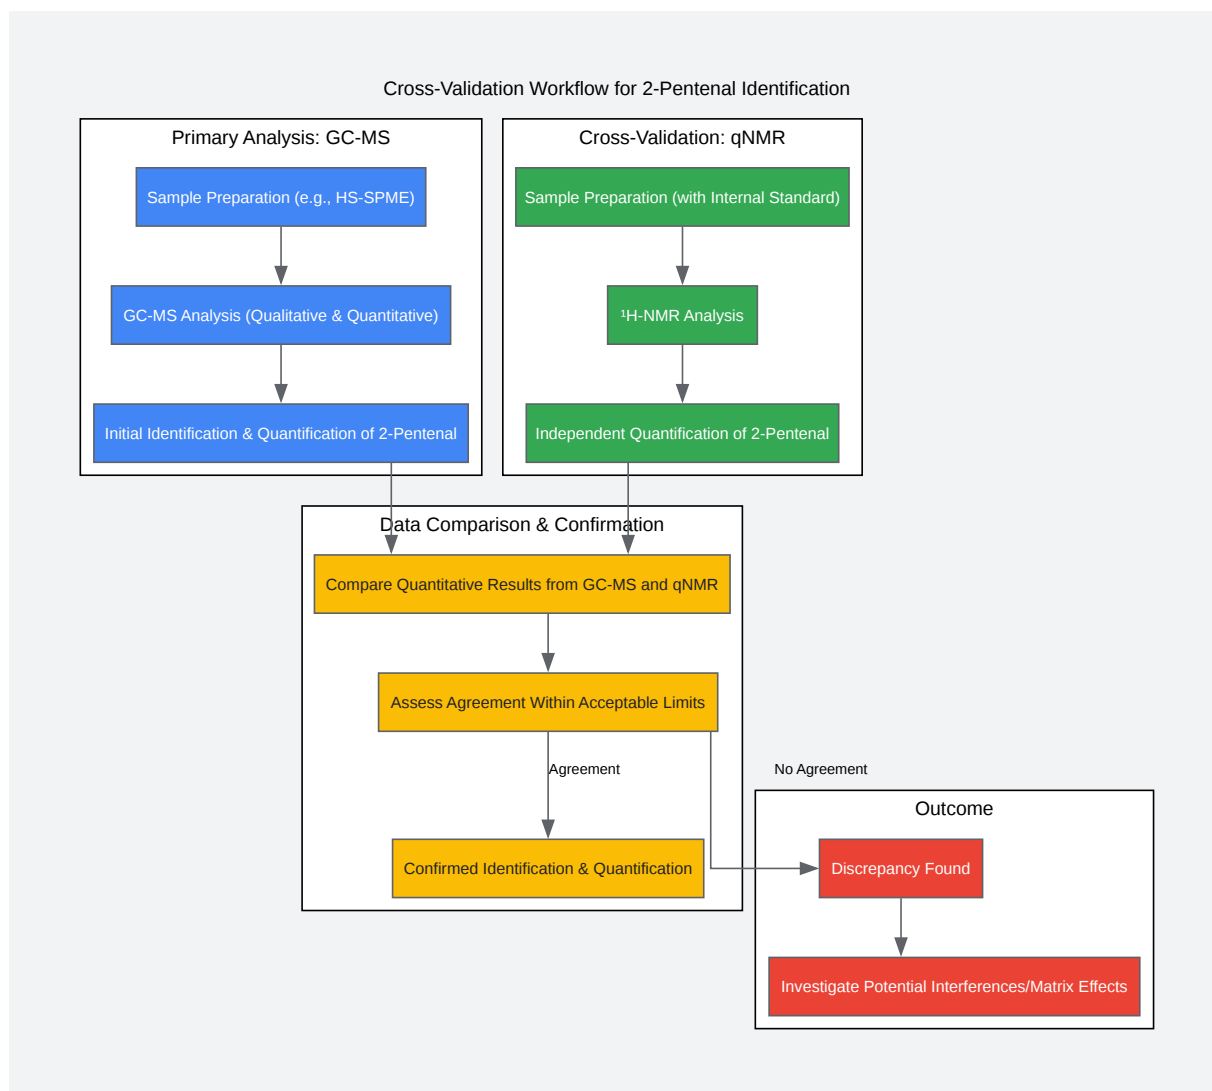 Cross-Validation Workflow for 2-Pentenal Identification
Primary Analysis: GC-MS
Sample Preparation (e.g., HS-SPME)
GC-MS Analysis (Qualitative & Quantitative)
Initial Identification & Quantification of 2-Pentenal
Cross-Validation: qNMR
Sample Preparation (with Internal Standard)
¹H-NMR Analysis
Independent Quantification of 2-Pentenal
Data Comparison & Confirmation
Compare Quantitative Results from GC-MS and qNMR
Assess Agreement Within Acceptable Limits
Agreement
No Agreement
Confirmed Identification & Quantification
Outcome
Discrepancy Found
Investigate Potential Interferences/Matrix Effects